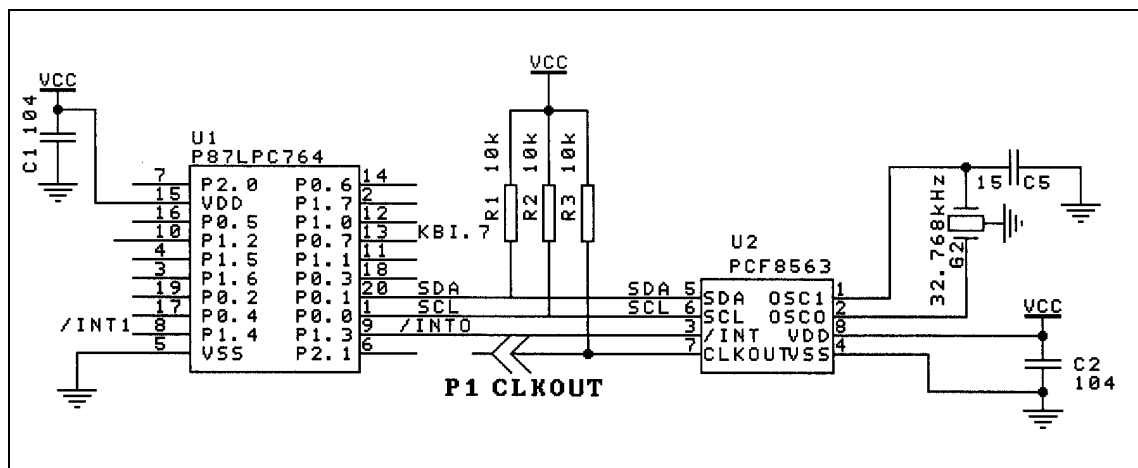 VCC
C1 104
U1
P87LPC764
7 P2.0 P0.6 14
15 VDD P1.7 2
16 P0.5 P1.0 12
10 P1.2 P0.7 13 KBI.7
4 P1.5 P1.1 11
3 P1.6 P0.3 18
19 P0.2 P0.1 20 SDA
17 P0.4 P0.0 1 SCL
/INT1 8 P1.4 P1.3 9 /INT0
5 VSS P2.1 6
VCC
R1 10k
R2 10k
R3 10k
P1 CLKOUT
U2
PCF8563
SDA 5 SDA OSCI 1
SCL 6 SCL OSCO 2
3 /INT VDD 8
7 CLKOUT VSS 4
15 C5
32.768kHz
G2
VCC
C2
104